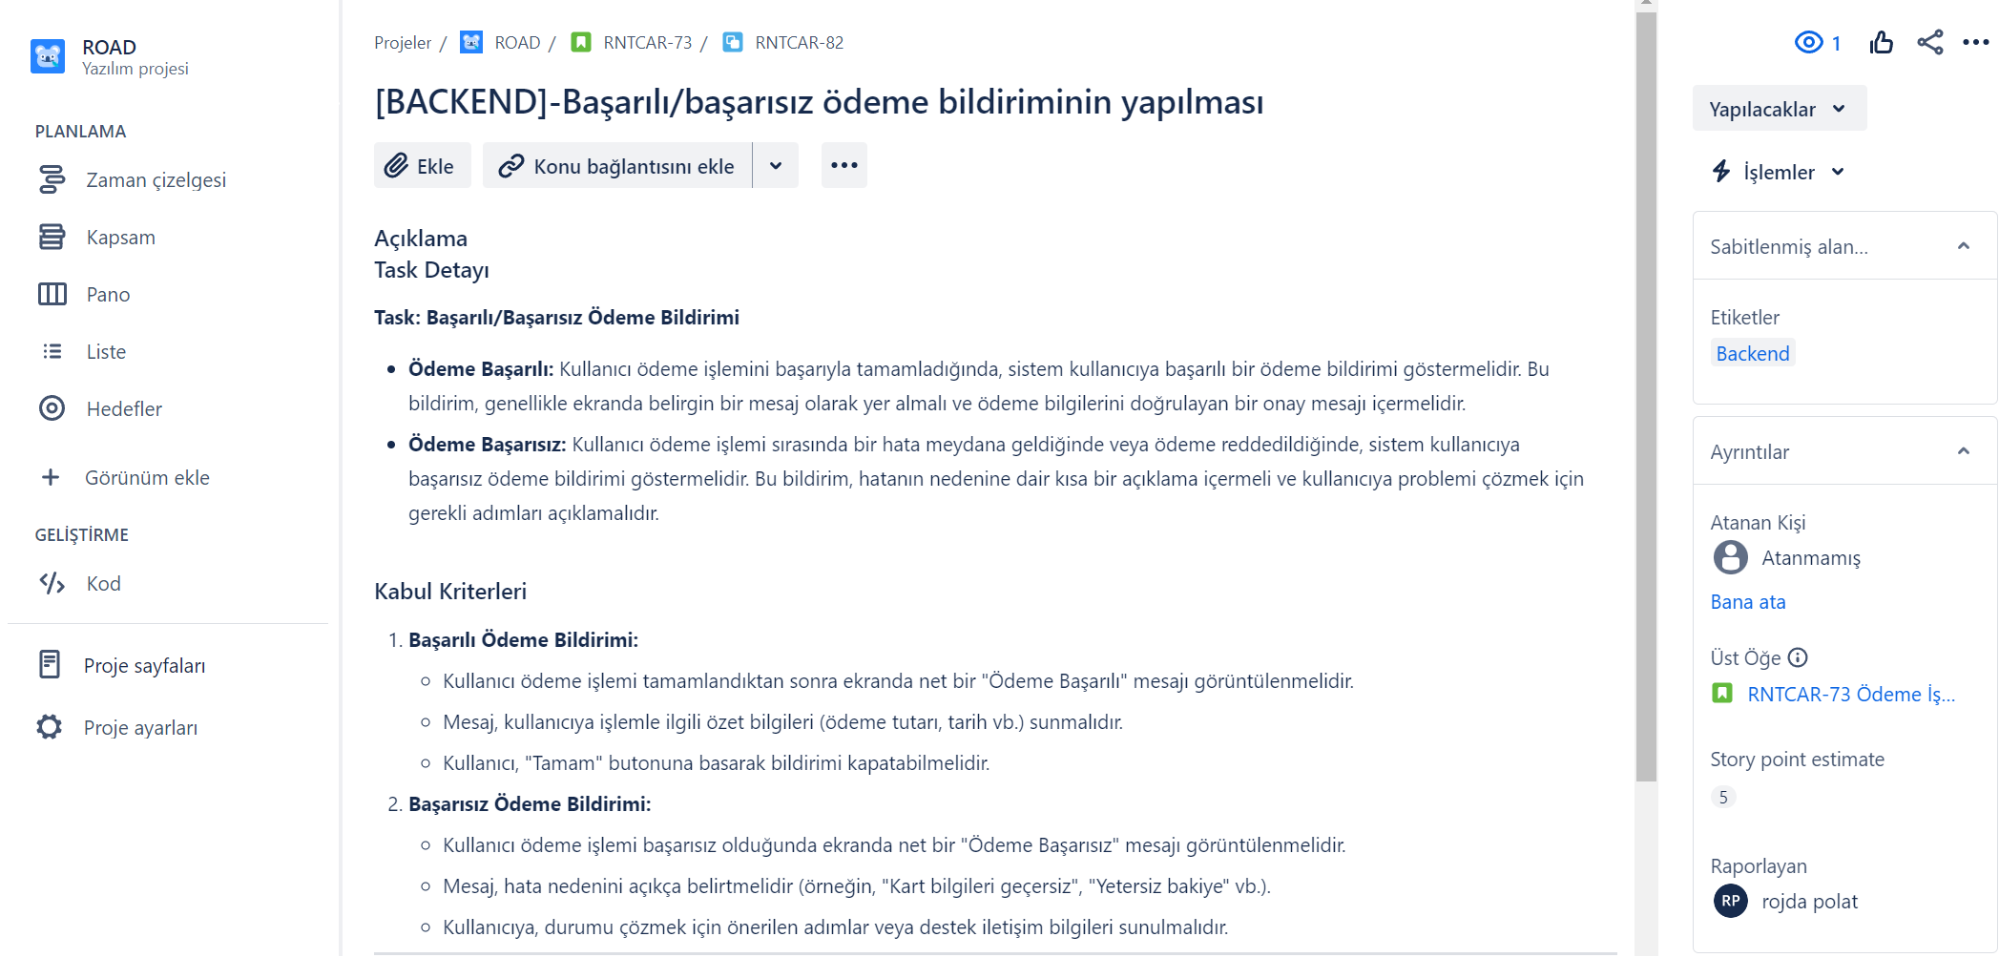 ROAD
Yazılım projesi
PLANLAMA
Zaman çizelgesi
Kapsam
Pano
Liste
Hedefler
Görünüm ekle
GELİŞTİRME
Kod
Proje sayfaları
Proje ayarları
Projeler / ROAD / RNTCAR-73 / RNTCAR-82
[BACKEND]-Başarılı/başarısız ödeme bildiriminin yapılması
Ekle
Konu bağlantısını ekle
Açıklama
Task Detayı
Task: Başarılı/Başarısız Ödeme Bildirimi
• Ödeme Başarılı: Kullanıcı ödeme işlemini başarıyla tamamladığında, sistem kullanıcıya başarılı bir ödeme bildirimi göstermelidir. Bu
bildirim, genellikle ekranda belirgin bir mesaj olarak yer almalı ve ödeme bilgilerini doğrulayan bir onay mesajı içermelidir.
• Ödeme Başarısız: Kullanıcı ödeme işlemi sırasında bir hata meydana geldiğinde veya ödeme reddedildiğinde, sistem kullanıcıya
başarısız ödeme bildirimi göstermelidir. Bu bildirim, hatanın nedenine dair kısa bir açıklama içermeli ve kullanıcıya problemi çözmek için
gerekli adımları açıklamalıdır.
Kabul Kriterleri
1. Başarılı Ödeme Bildirimi:
Kullanıcı ödeme işlemi tamamlandıktan sonra ekranda net bir "Ödeme Başarılı" mesajı görüntülenmelidir.
Mesaj, kullanıcıya işlemle ilgili özet bilgileri (ödeme tutarı, tarih vb.) sunmalıdır.
Kullanıcı, "Tamam" butonuna basarak bildirimi kapatabilmelidir.
2. Başarısız Ödeme Bildirimi:
Kullanıcı ödeme işlemi başarısız olduğunda ekranda net bir "Ödeme Başarısız" mesajı görüntülenmelidir.
Mesaj, hata nedenini açıkça belirtmelidir (örneğin, "Kart bilgileri geçersiz", "Yetersiz bakiye" vb.).
Kullanıcıya, durumu çözmek için önerilen adımlar veya destek iletişim bilgileri sunulmalıdır.
1
Yapılacaklar
İşlemler
Sabitlenmiş alan...
Etiketler
Backend
Ayrıntılar
Atanan Kişi
Atanmamış
Bana ata
Üst Öğe
RNTCAR-73 Ödeme İş...
Story point estimate
5
Raporlayan
RP rojda polat